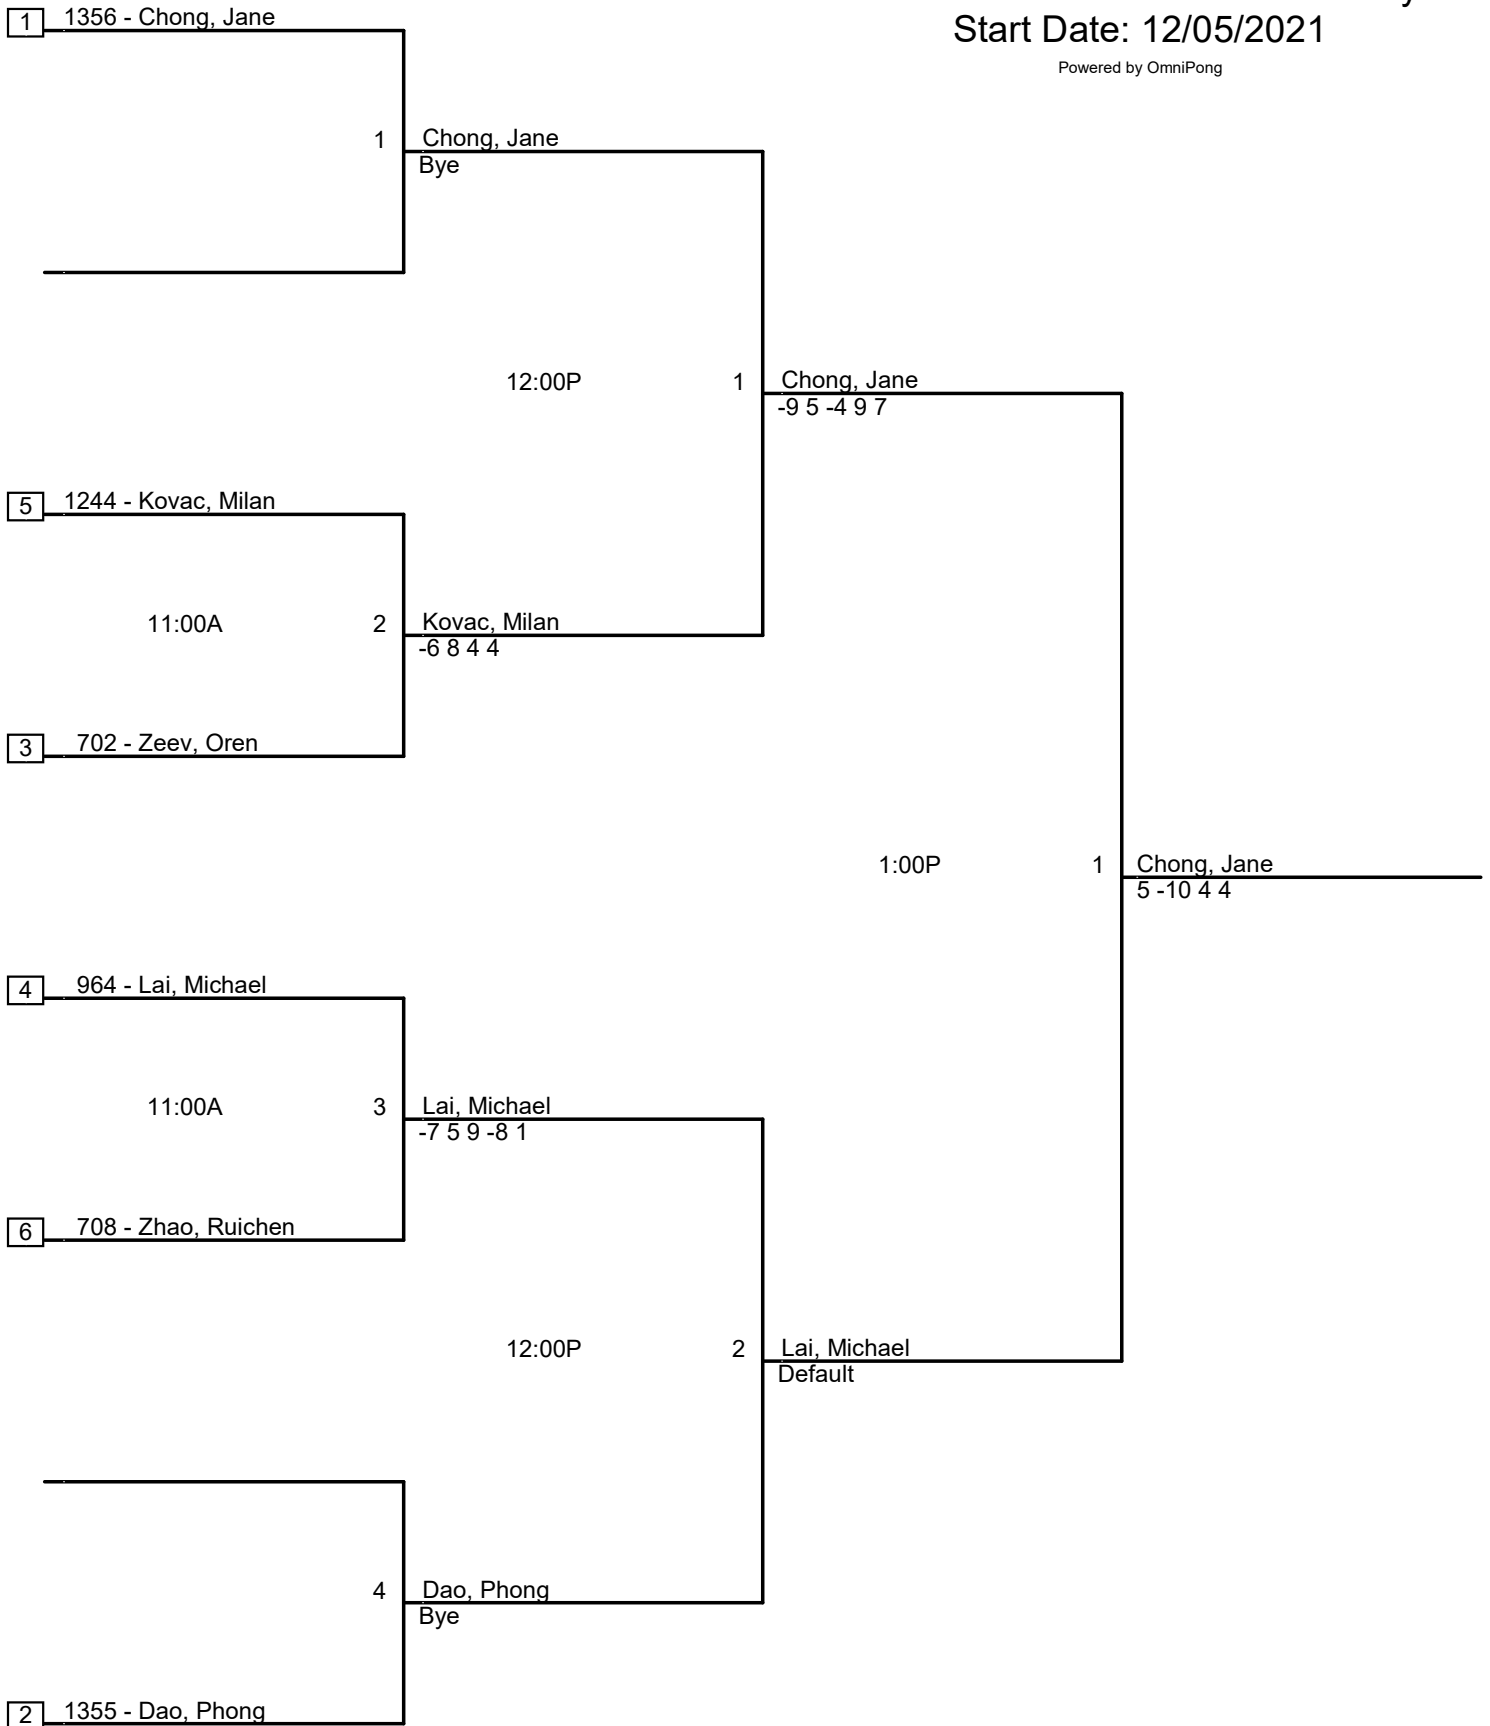 Start Date: 12/05/2021
Powered by OmniPong
1 1356 - Chong, Jane
1 Chong, Jane
Bye
12:00P 1 Chong, Jane
-9 5 -4 9 7
5 1244 - Kovac, Milan
11:00A 2 Kovac, Milan
-6 8 4 4
3 702 - Zeev, Oren
1:00P 1 Chong, Jane
5 -10 4 4
4 964 - Lai, Michael
11:00A 3 Lai, Michael
-7 5 9 -8 1
6 708 - Zhao, Ruichen
12:00P 2 Lai, Michael
Default
4 Dao, Phong
Bye
2 1355 - Dao, Phong